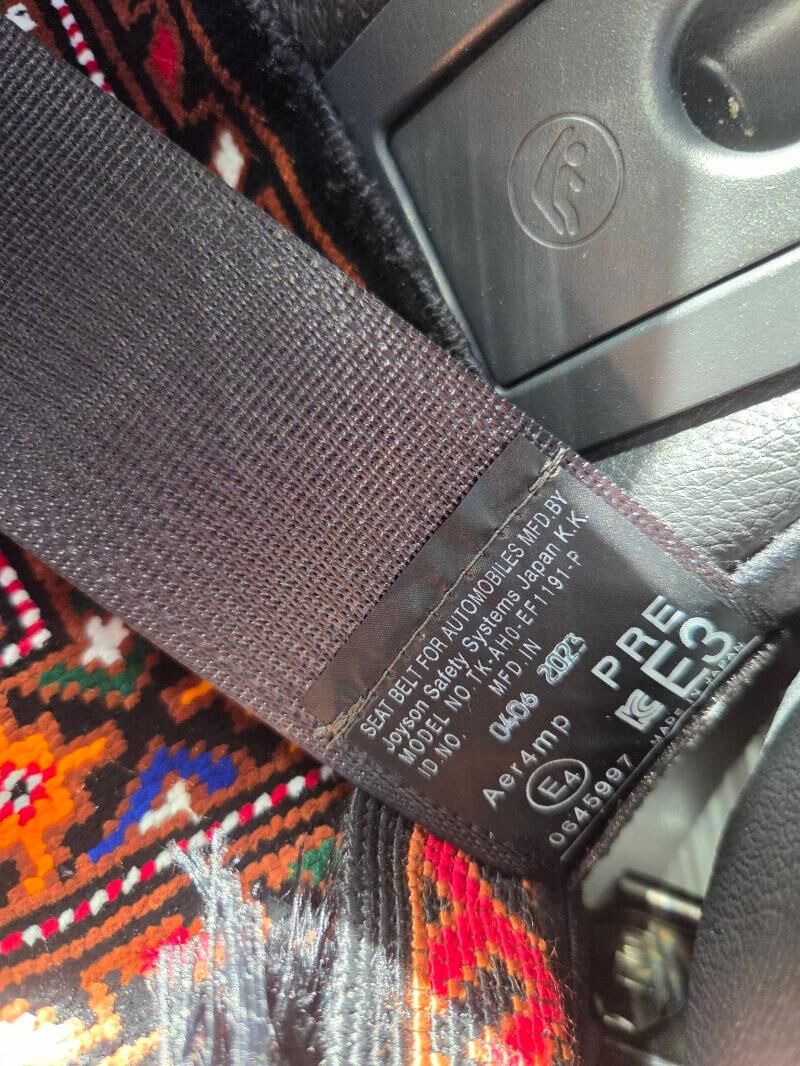 SEAT BELT FOR AUTOMOBILES MFD.BY
Joyson Safety Systems Japan K.K.
MODEL NO.TK-AH0-EF1191-P
MFD.IN
ID.NO. 0406 2023
Aer4mp PRE
E4 KC E3
0645997 MADE IN JAPAN